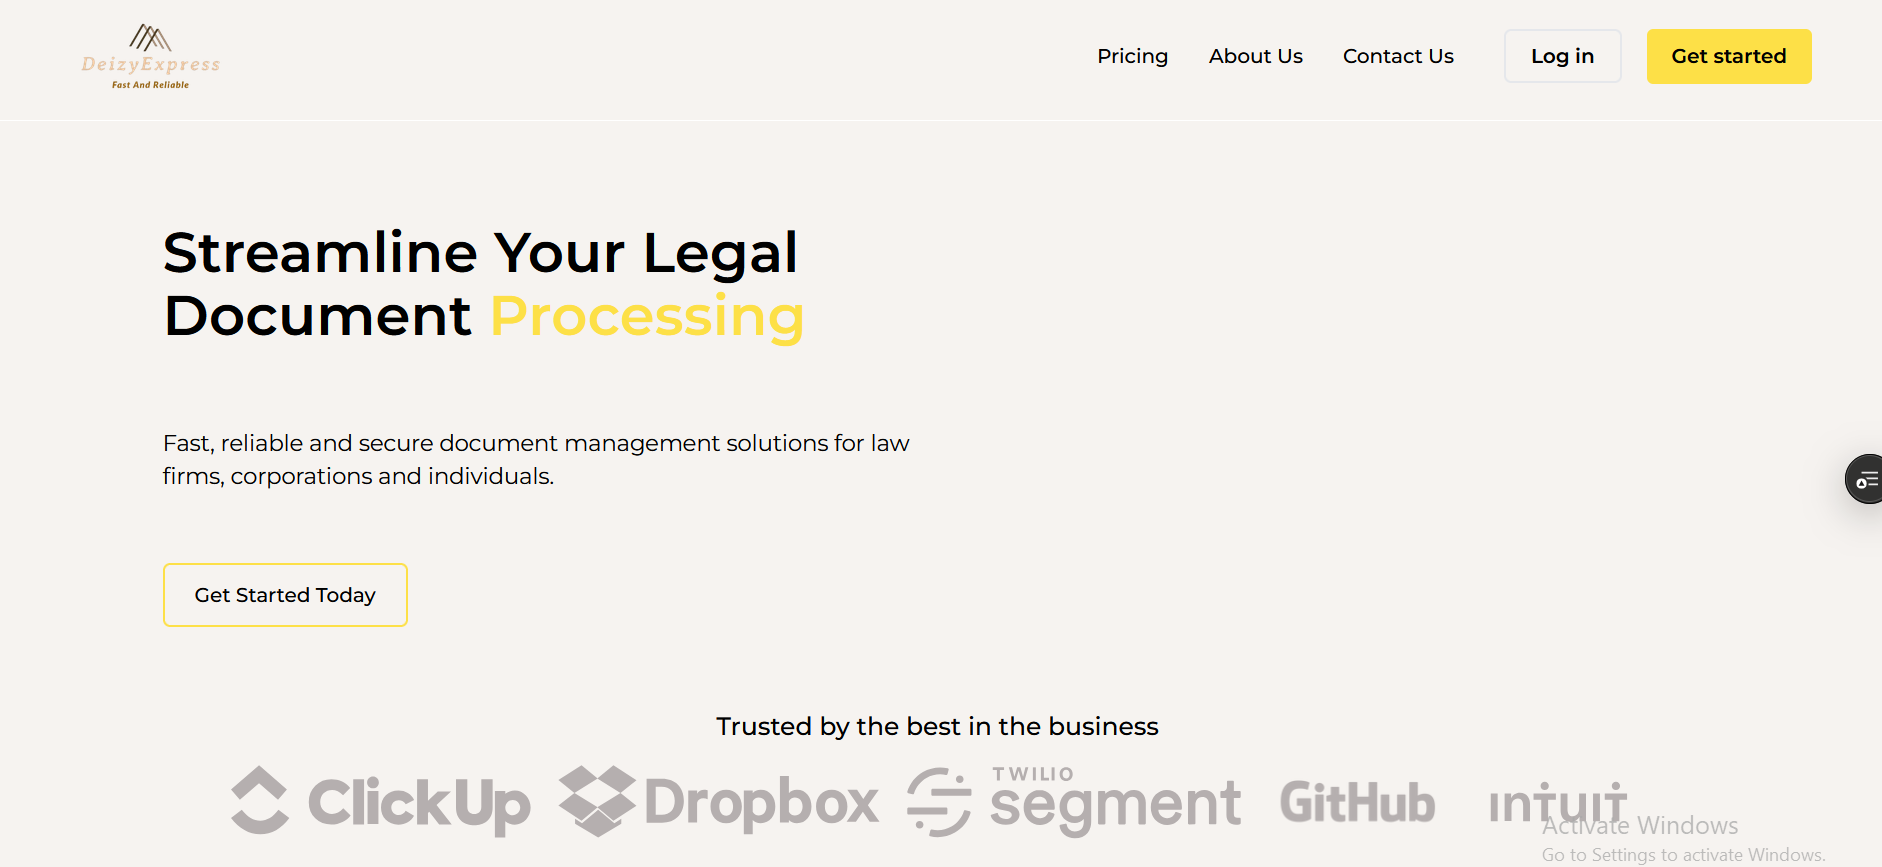 DeizyExpress
Fast And Reliable
Pricing
About Us
Contact Us
Log in
Get started
Streamline Your Legal
Document Processing
Fast, reliable and secure document management solutions for law
firms, corporations and individuals.
Get Started Today
Trusted by the best in the business
ClickUp
Dropbox
TWILIO
segment
GitHub
intuit
Activate Windows
Go to Settings to activate Windows.